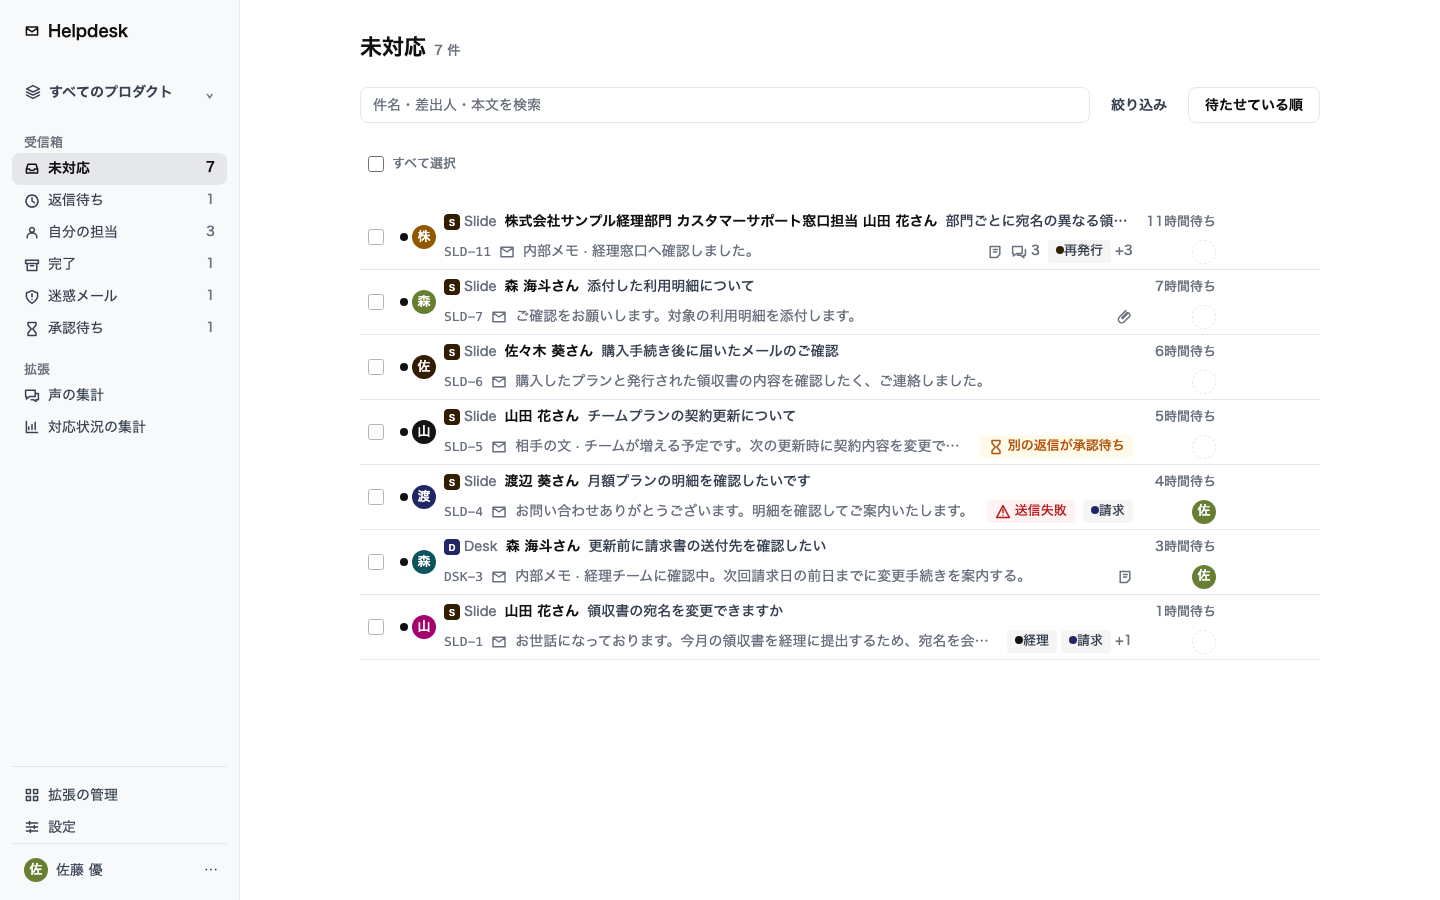 Helpdesk
すべてのプロダクト
受信箱
未対応 7
返信待ち 1
自分の担当 3
完了 1
迷惑メール 1
承認待ち 1
拡張
声の集計
対応状況の集計
拡張の管理
設定
佐 佐藤 優 …
未対応 7 件
件名・差出人・本文を検索 絞り込み 待たせている順
すべて選択
株 S Slide 株式会社サンプル経理部門 カスタマーサポート窓口担当 山田 花さん 部門ごとに宛名の異なる領… 11時間待ち
SLD-11 内部メモ · 経理窓口へ確認しました。 3 再発行 +3
森 S Slide 森 海斗さん 添付した利用明細について 7時間待ち
SLD-7 ご確認をお願いします。対象の利用明細を添付します。
佐 S Slide 佐々木 葵さん 購入手続き後に届いたメールのご確認 6時間待ち
SLD-6 購入したプランと発行された領収書の内容を確認したく、ご連絡しました。
山 S Slide 山田 花さん チームプランの契約更新について 5時間待ち
SLD-5 相手の文 · チームが増える予定です。次の更新時に契約内容を変更で… 別の返信が承認待ち
渡 S Slide 渡辺 葵さん 月額プランの明細を確認したいです 4時間待ち
SLD-4 お問い合わせありがとうございます。明細を確認してご案内いたします。 送信失敗 請求 佐
森 D Desk 森 海斗さん 更新前に請求書の送付先を確認したい 3時間待ち
DSK-3 内部メモ · 経理チームに確認中。次回請求日の前日までに変更手続きを案内する。 佐
山 S Slide 山田 花さん 領収書の宛名を変更できますか 1時間待ち
SLD-1 お世話になっております。今月の領収書を経理に提出するため、宛名を会… 経理 請求 +1